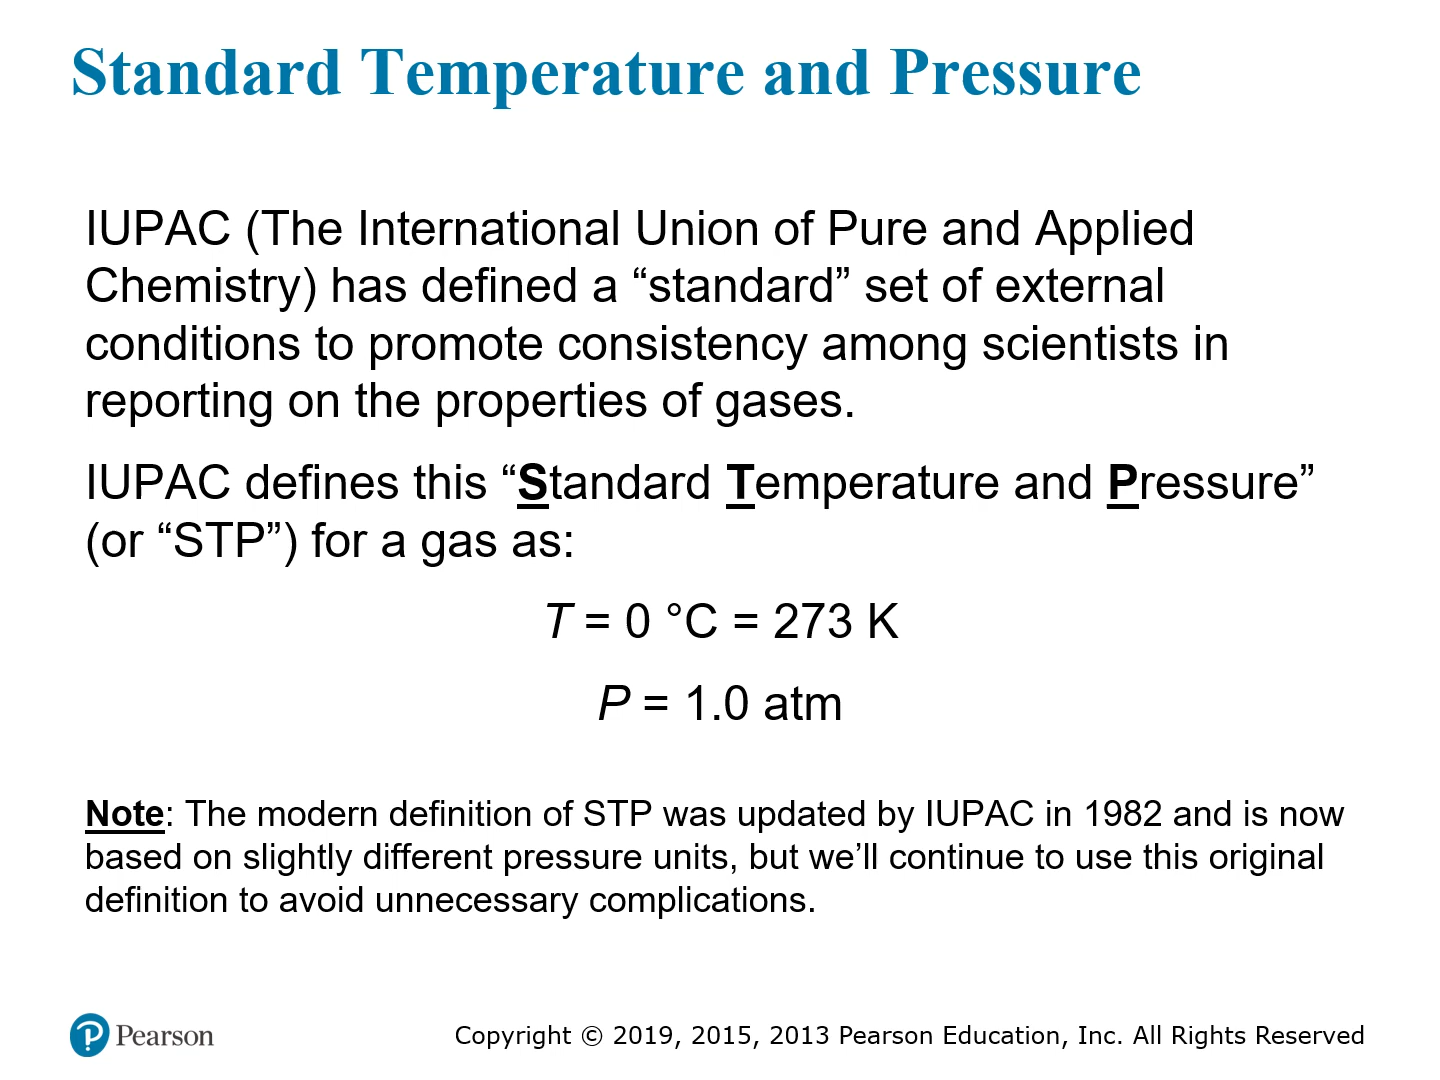 Standard Temperature and Pressure
IUPAC (The International Union of Pure and Applied
Chemistry) has defined a “standard” set of external
conditions to promote consistency among scientists in
reporting on the properties of gases.
IUPAC defines this “Standard Temperature and Pressure”
(or “STP”) for a gas as:
T = 0 °C = 273 K
P = 1.0 atm
Note: The modern definition of STP was updated by IUPAC in 1982 and is now
based on slightly different pressure units, but we’ll continue to use this original
definition to avoid unnecessary complications.
P Pearson
Copyright © 2019, 2015, 2013 Pearson Education, Inc. All Rights Reserved